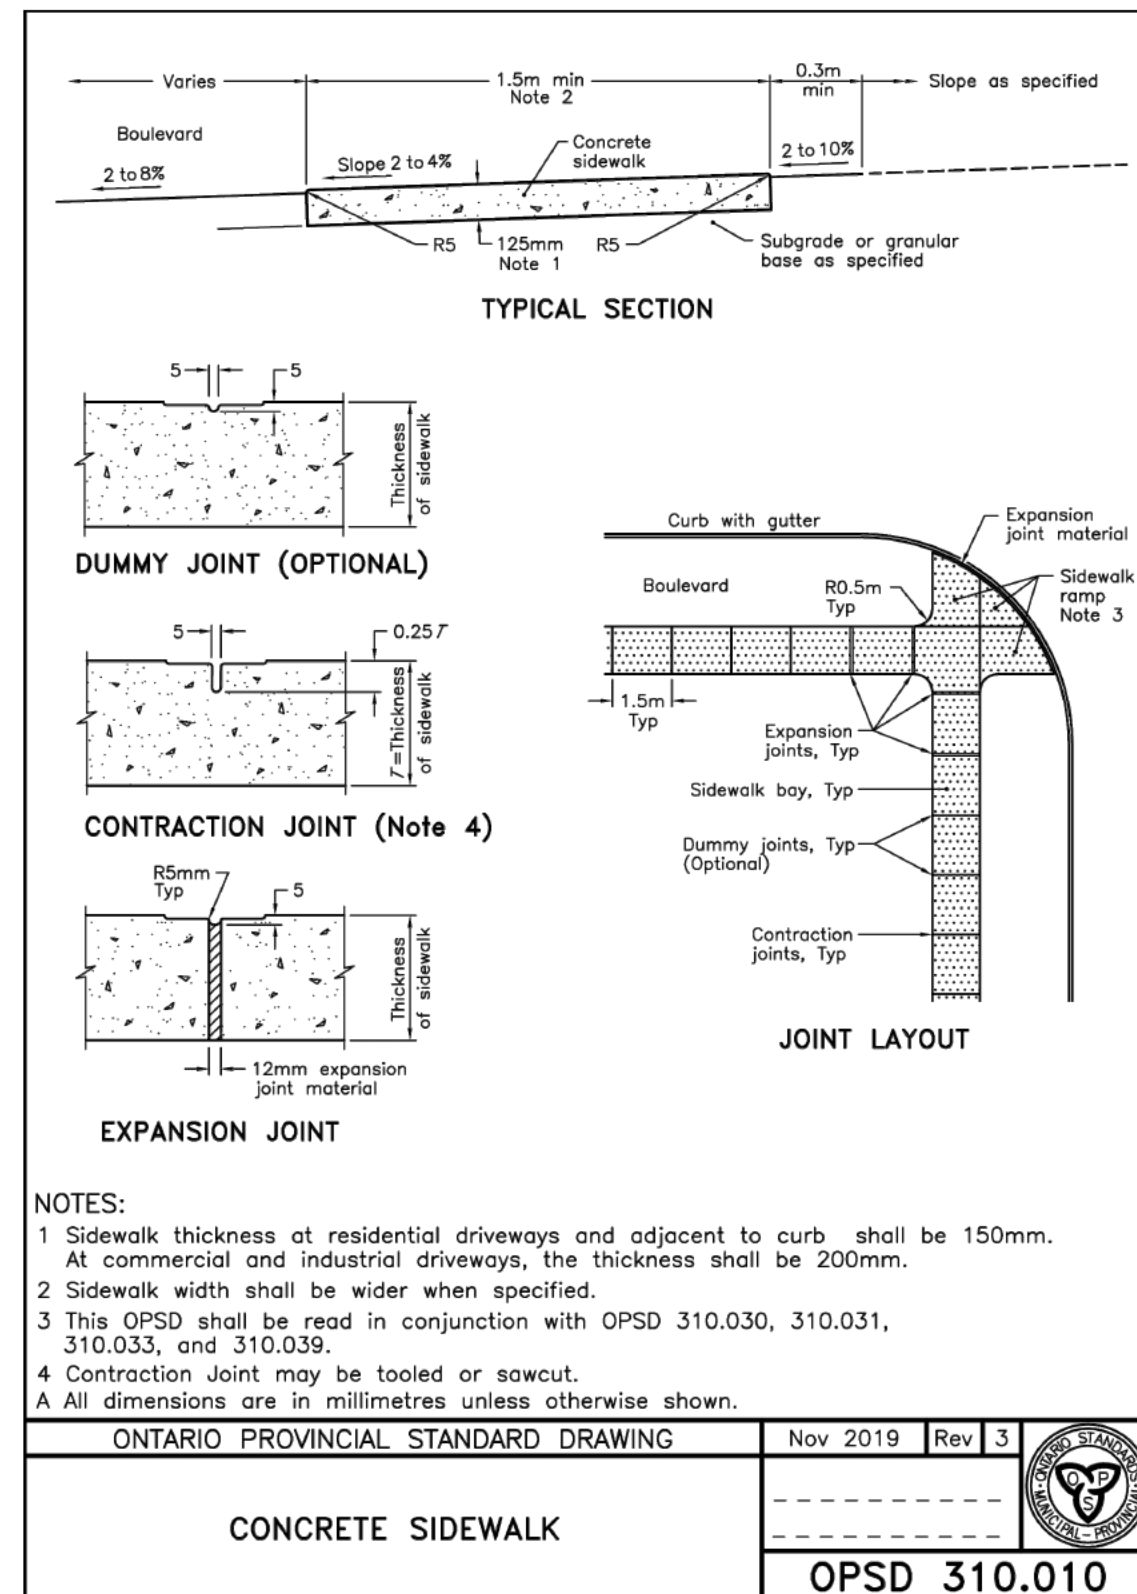 Varies
1.5m min
Note 2
0.3m
min
Slope as specified
Boulevard
2 to 8%
Slope 2 to 4%
Concrete
sidewalk
2 to 10%
R5
125mm
Note 1
R5
Subgrade or granular
base as specified
TYPICAL SECTION
5
5
Thickness
of sidewalk
DUMMY JOINT (OPTIONAL)
5
0.25T
T=Thickness
of sidewalk
CONTRACTION JOINT (Note 4)
R5mm
Typ
5
Thickness
of sidewalk
12mm expansion
joint material
EXPANSION JOINT
Curb with gutter
Expansion
joint material
Boulevard
R0.5m
Typ
Sidewalk
ramp
Note 3
1.5m
Typ
Expansion
joints, Typ
Sidewalk bay, Typ
Dummy joints, Typ
(Optional)
Contraction
joints, Typ
JOINT LAYOUT
NOTES:
1 Sidewalk thickness at residential driveways and adjacent to curb shall be 150mm.
At commercial and industrial driveways, the thickness shall be 200mm.
2 Sidewalk width shall be wider when specified.
3 This OPSD shall be read in conjunction with OPSD 310.030, 310.031,
310.033, and 310.039.
4 Contraction Joint may be tooled or sawcut.
A All dimensions are in millimetres unless otherwise shown.
ONTARIO PROVINCIAL STANDARD DRAWING
Nov 2019
Rev
3
CONCRETE SIDEWALK
ONTARIO STANDARDS
MUNICIPAL - PROVINCIAL
O P S
OPSD 310.010